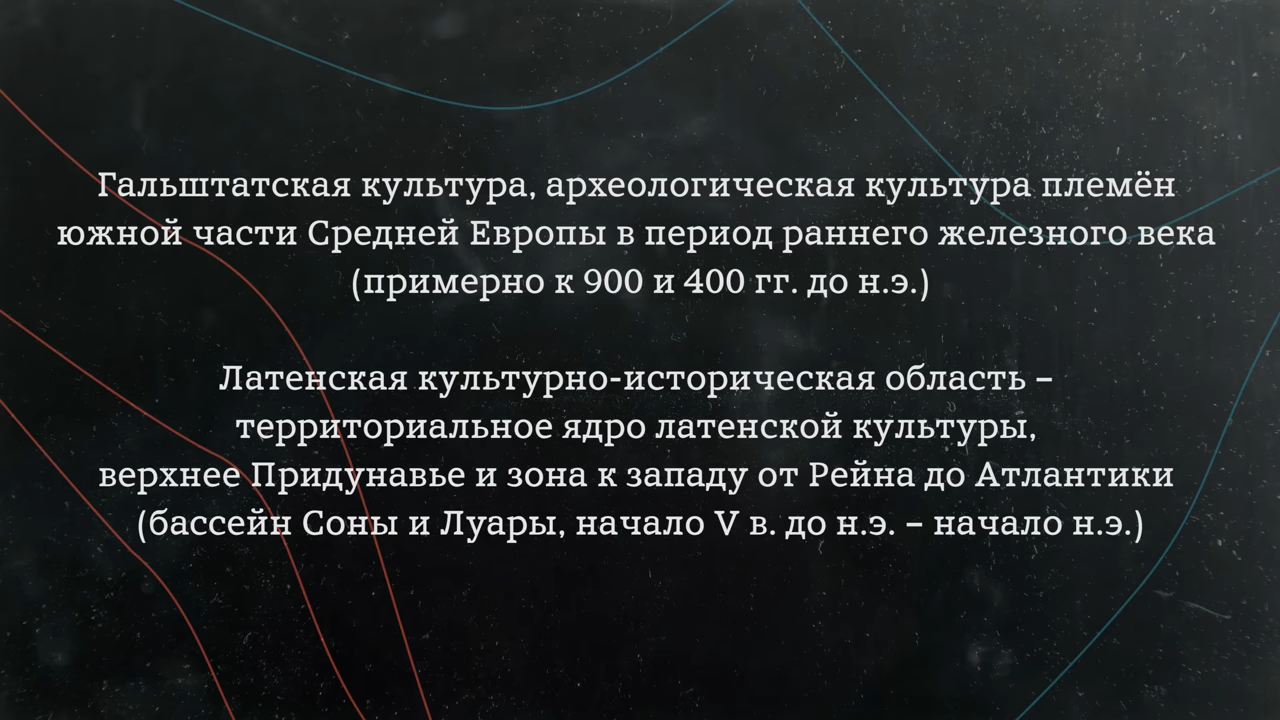 Гальштатская культура, археологическая культура племён
южной части Средней Европы в период раннего железного века
(примерно к 900 и 400 гг. до н.э.)
Латенская культурно-историческая область –
территориальное ядро латенской культуры,
верхнее Придунавье и зона к западу от Рейна до Атлантики
(бассейн Соны и Луары, начало V в. до н.э. – начало н.э.)